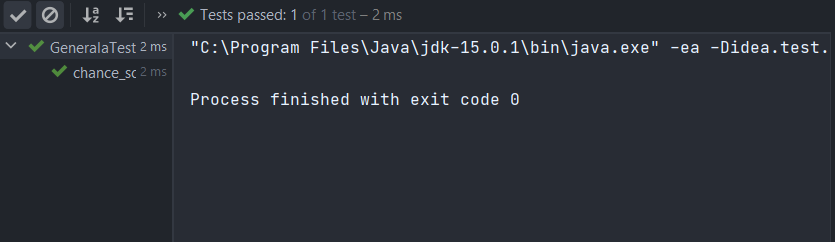 Tests passed: 1 of 1 test – 2 ms
GeneralaTest 2 ms
chance_sc 2 ms
"C:\Program Files\Java\jdk-15.0.1\bin\java.exe" -ea -Didea.test.
Process finished with exit code 0